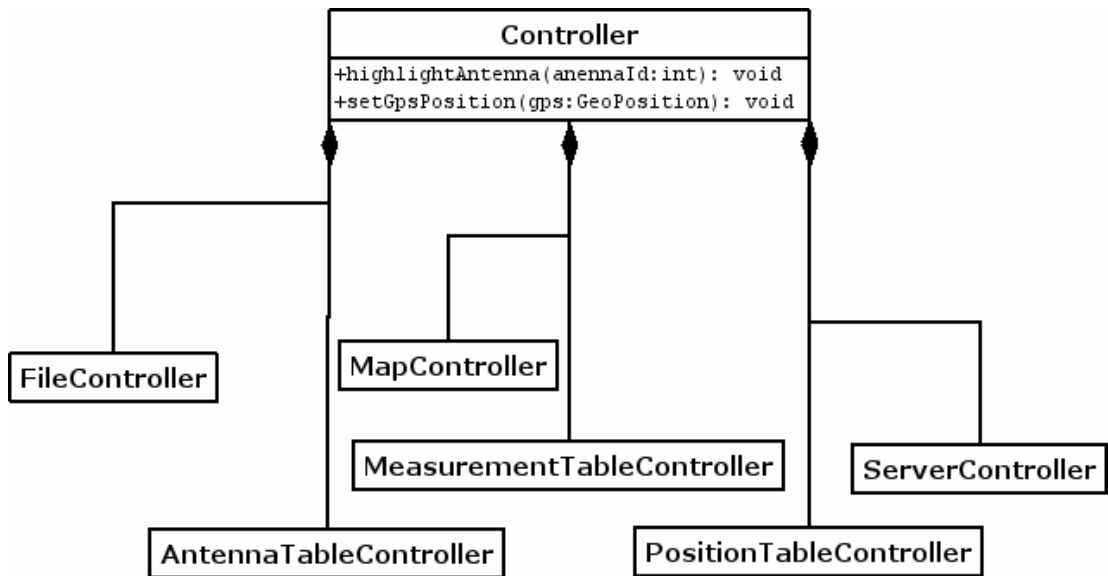 Controller
+highlightAntenna(anennaId:int): void
+setGpsPosition(gps:GeoPosition): void
FileController
MapController
MeasurementTableController
ServerController
AntennaTableController
PositionTableController